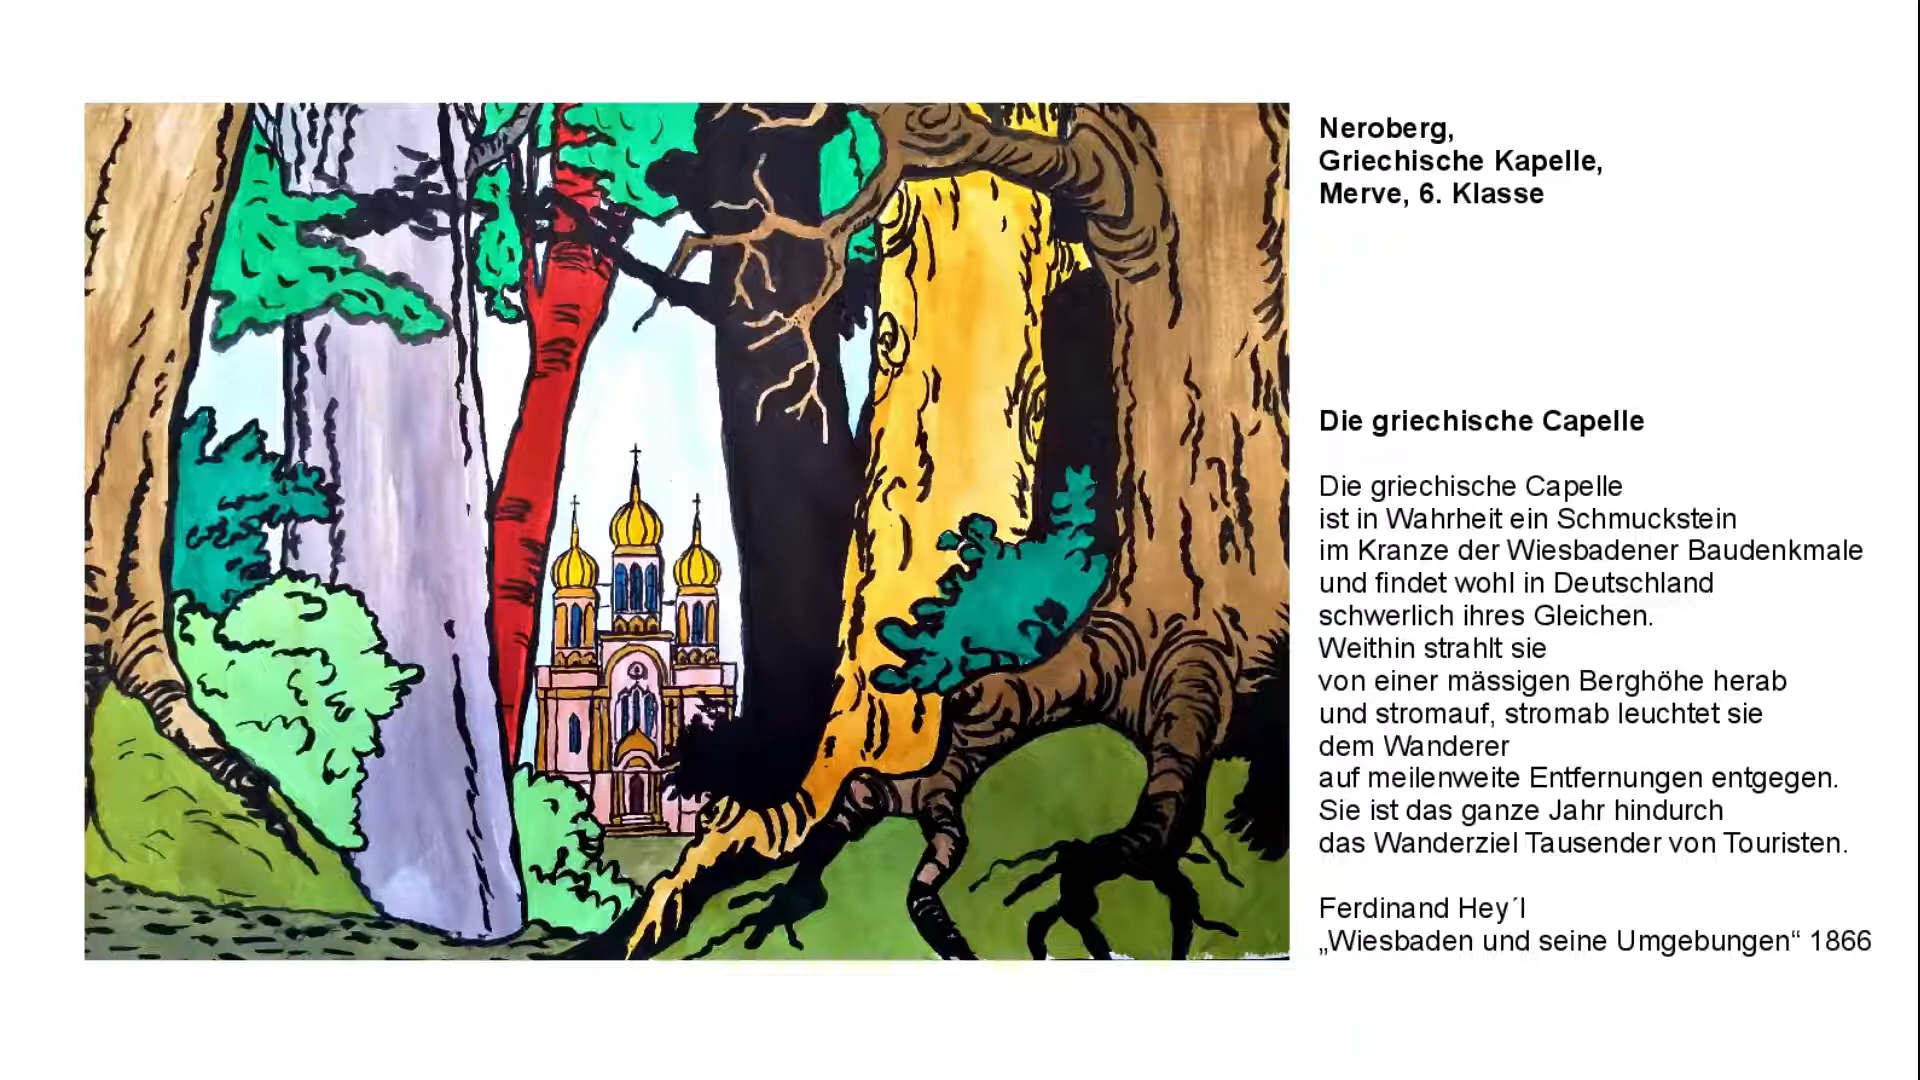 Neroberg,
Griechische Kapelle,
Merve, 6. Klasse
Die griechische Capelle
Die griechische Capelle
ist in Wahrheit ein Schmuckstein
im Kranze der Wiesbadener Baudenkmale
und findet wohl in Deutschland
schwerlich ihres Gleichen.
Weithin strahlt sie
von einer mässigen Berghöhe herab
und stromauf, stromab leuchtet sie
dem Wanderer
auf meilenweite Entfernungen entgegen.
Sie ist das ganze Jahr hindurch
das Wanderziel Tausender von Touristen.
Ferdinand Hey´l
„Wiesbaden und seine Umgebungen“ 1866